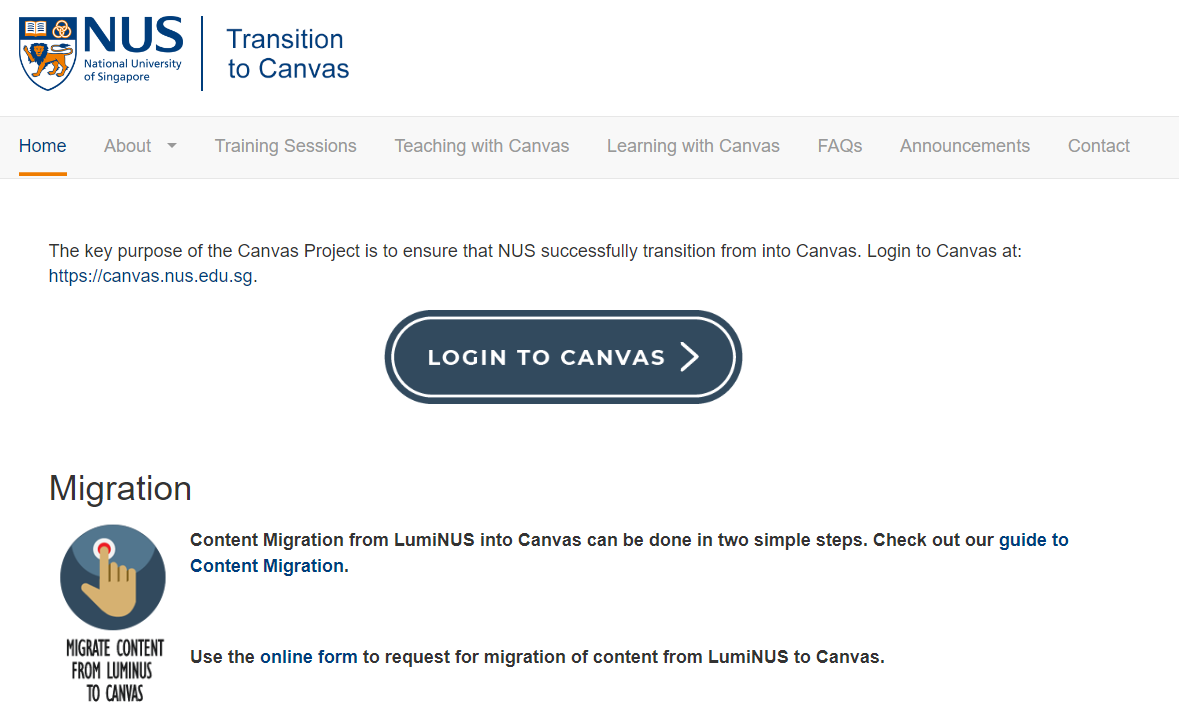 NUS
National University
of Singapore
Transition
to Canvas
Home About Training Sessions Teaching with Canvas Learning with Canvas FAQs Announcements Contact
The key purpose of the Canvas Project is to ensure that NUS successfully transition from into Canvas. Login to Canvas at:
https://canvas.nus.edu.sg.
LOGIN TO CANVAS
Migration
Content Migration from LumiNUS into Canvas can be done in two simple steps. Check out our guide to
Content Migration.
MIGRATE CONTENT
FROM LUMINUS
TO CANVAS
Use the online form to request for migration of content from LumiNUS to Canvas.